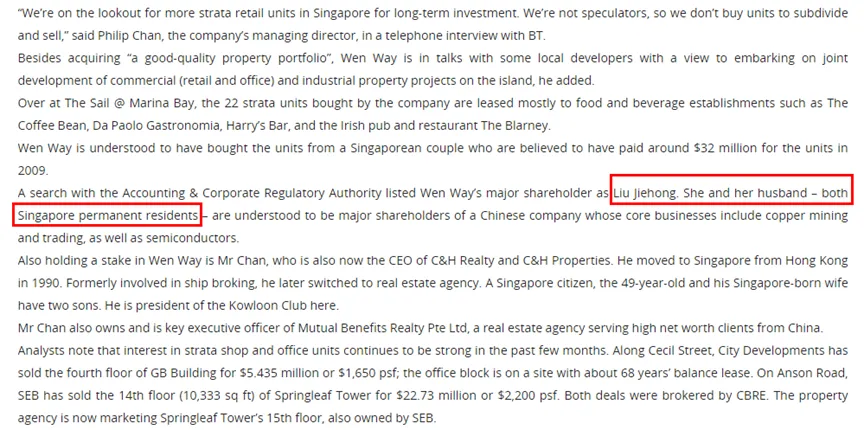 “We’re on the lookout for more strata retail units in Singapore for long-term investment. We’re not speculators, so we don’t buy units to subdivide
and sell,” said Philip Chan, the company’s managing director, in a telephone interview with BT.
Besides acquiring “a good-quality property portfolio”, Wen Way is in talks with some local developers with a view to embarking on joint
development of commercial (retail and office) and industrial property projects on the island, he added.
Over at The Sail @ Marina Bay, the 22 strata units bought by the company are leased mostly to food and beverage establishments such as The
Coffee Bean, Da Paolo Gastronomia, Harry’s Bar, and the Irish pub and restaurant The Blarney.
Wen Way is understood to have bought the units from a Singaporean couple who are believed to have paid around $32 million for the units in
2009.
A search with the Accounting & Corporate Regulatory Authority listed Wen Way’s major shareholder as Liu Jiehong. She and her husband – both
Singapore permanent residents – are understood to be major shareholders of a Chinese company whose core businesses include copper mining
and trading, as well as semiconductors.
Also holding a stake in Wen Way is Mr Chan, who is also now the CEO of C&H Realty and C&H Properties. He moved to Singapore from Hong Kong
in 1990. Formerly involved in ship broking, he later switched to real estate agency. A Singapore citizen, the 49-year-old and his Singapore-born wife
have two sons. He is president of the Kowloon Club here.
Mr Chan also owns and is key executive officer of Mutual Benefits Realty Pte Ltd, a real estate agency serving high net worth clients from China.
Analysts note that interest in strata shop and office units continues to be strong in the past few months. Along Cecil Street, City Developments has
sold the fourth floor of GB Building for $5.435 million or $1,650 psf; the office block is on a site with about 68 years’ balance lease. On Anson Road,
SEB has sold the 14th floor (10,333 sq ft) of Springleaf Tower for $22.73 million or $2,200 psf. Both deals were brokered by CBRE. The property
agency is now marketing Springleaf Tower’s 15th floor, also owned by SEB.